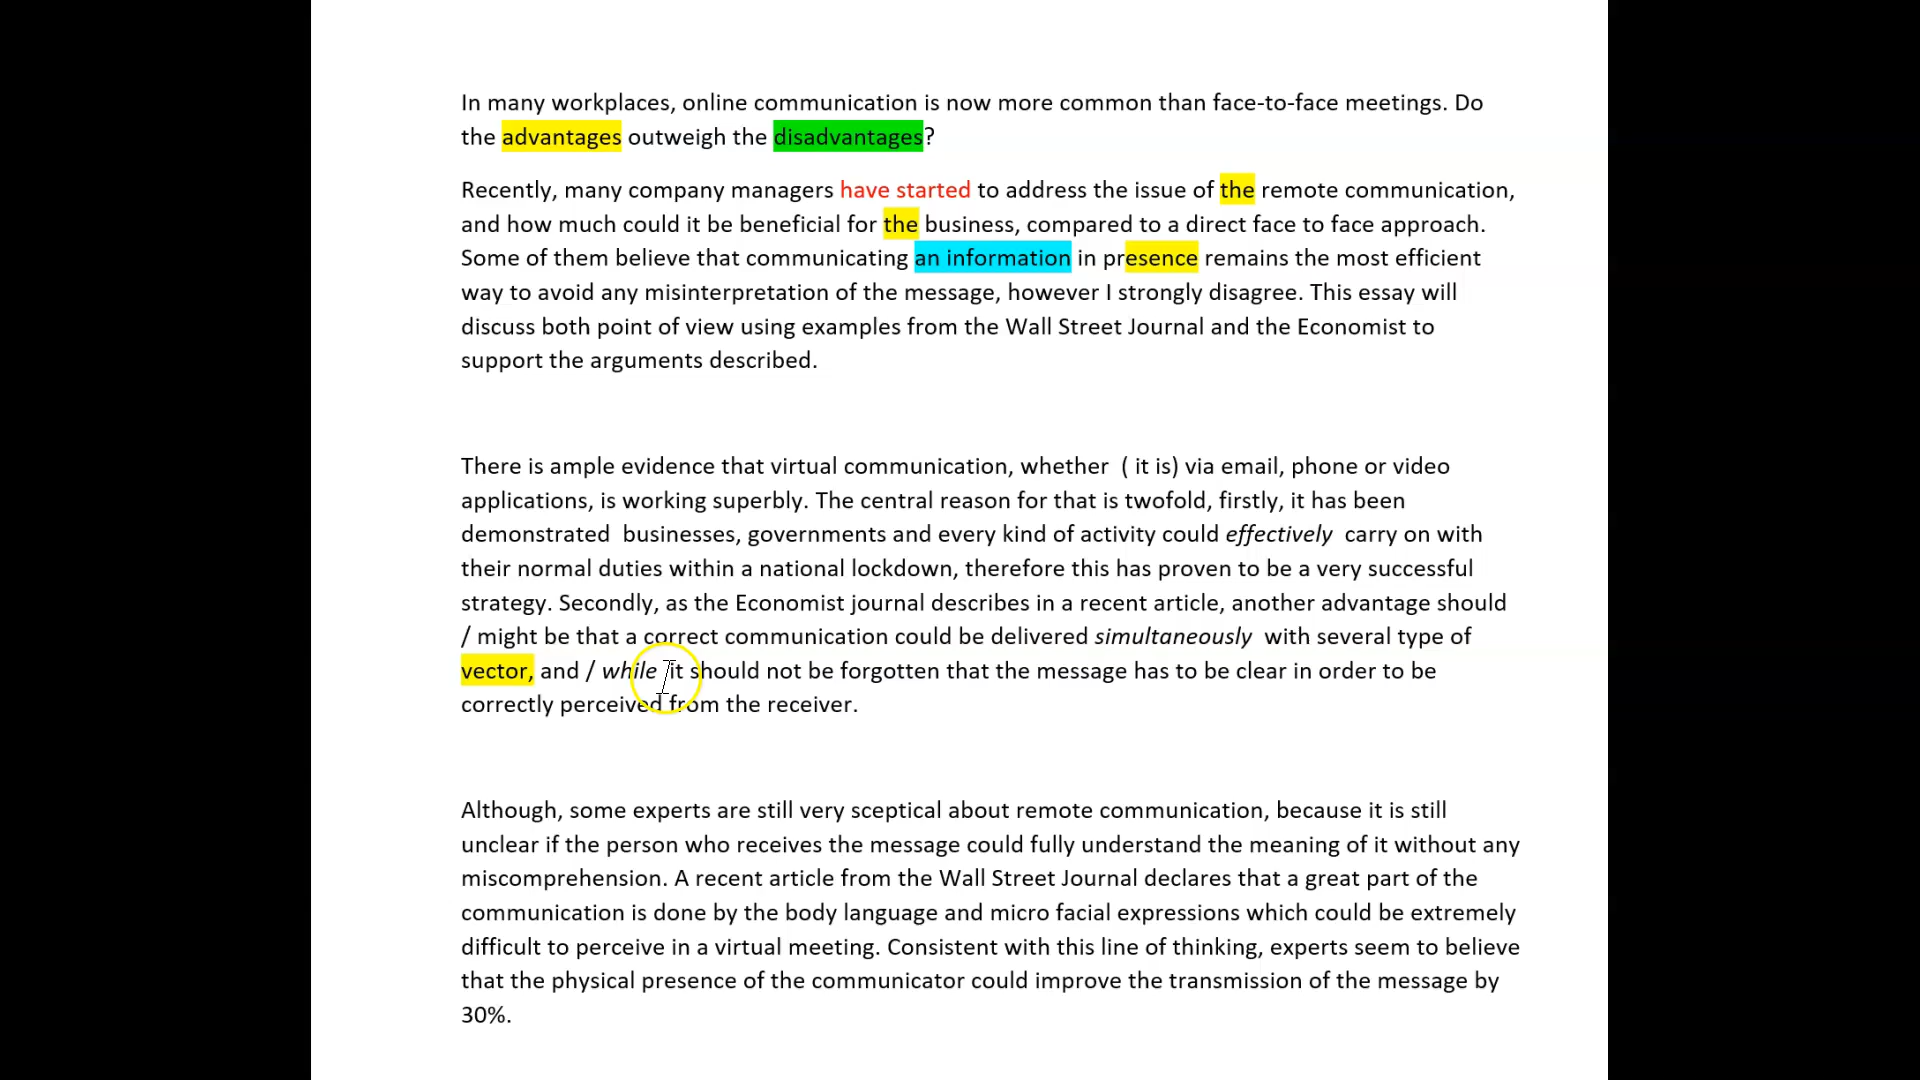 In many workplaces, online communication is now more common than face-to-face meetings. Do
the advantages outweigh the disadvantages?
Recently, many company managers have started to address the issue of the remote communication,
and how much could it be beneficial for the business, compared to a direct face to face approach.
Some of them believe that communicating an information in presence remains the most efficient
way to avoid any misinterpretation of the message, however I strongly disagree. This essay will
discuss both point of view using examples from the Wall Street Journal and the Economist to
support the arguments described.
There is ample evidence that virtual communication, whether  ( it is) via email, phone or video
applications, is working superbly. The central reason for that is twofold, firstly, it has been
demonstrated  businesses, governments and every kind of activity could effectively  carry on with
their normal duties within a national lockdown, therefore this has proven to be a very successful
strategy. Secondly, as the Economist journal describes in a recent article, another advantage should
/ might be that a correct communication could be delivered simultaneously  with several type of
vector, and / while  it should not be forgotten that the message has to be clear in order to be
correctly perceived from the receiver.
Although, some experts are still very sceptical about remote communication, because it is still
unclear if the person who receives the message could fully understand the meaning of it without any
miscomprehension. A recent article from the Wall Street Journal declares that a great part of the
communication is done by the body language and micro facial expressions which could be extremely
difficult to perceive in a virtual meeting. Consistent with this line of thinking, experts seem to believe
that the physical presence of the communicator could improve the transmission of the message by
30%.